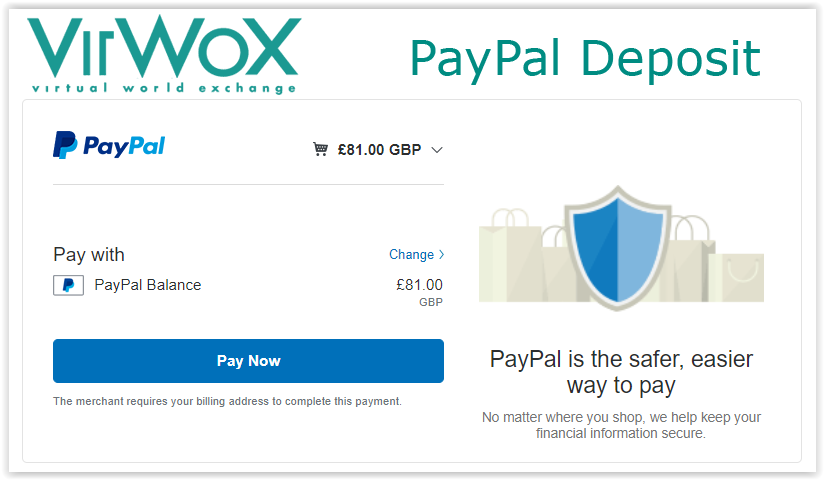 VirWoX
virtual world exchange
PayPal Deposit
PayPal
£81.00 GBP
Pay with
Change
PayPal Balance
£81.00
GBP
Pay Now
The merchant requires your billing address to complete this payment.
PayPal is the safer, easier
way to pay
No matter where you shop, we help keep your
financial information secure.